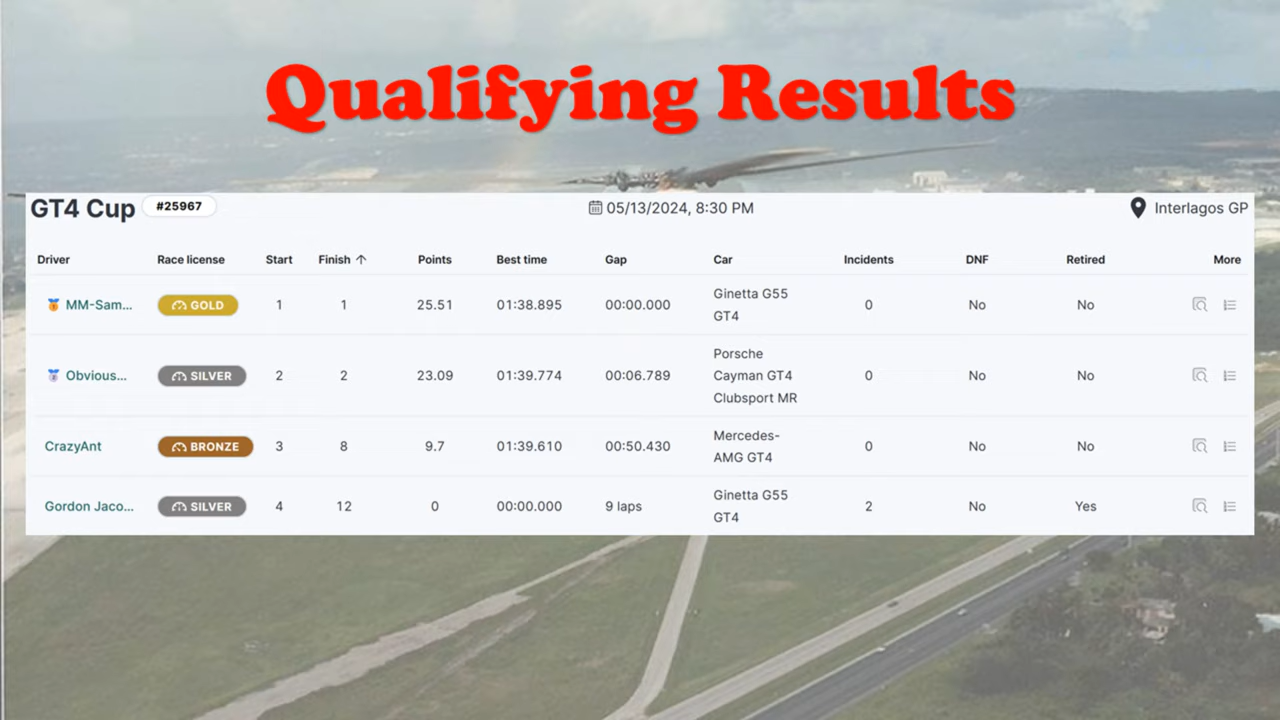 Qualifying Results
GT4 Cup #25967 05/13/2024, 8:30 PM Interlagos GP
Driver Race license Start Finish ↑ Points Best time Gap Car Incidents DNF Retired More
MM-Sam... GOLD 1 1 25.51 01:38.895 00:00.000 Ginetta G55 GT4 0 No No
Obvious... SILVER 2 2 23.09 01:39.774 00:06.789 Porsche Cayman GT4 Clubsport MR 0 No No
CrazyAnt BRONZE 3 8 9.7 01:39.610 00:50.430 Mercedes-AMG GT4 0 No No
Gordon Jaco... SILVER 4 12 0 00:00.000 9 laps Ginetta G55 GT4 2 No Yes